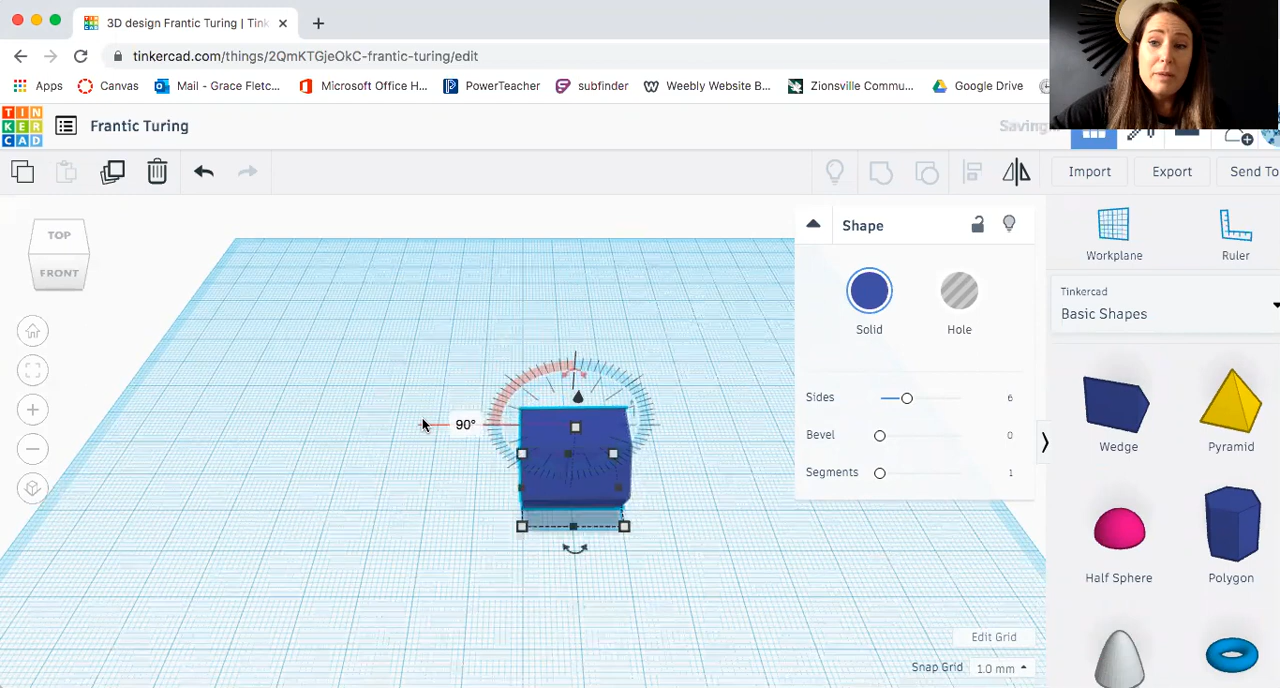 3D design Frantic Turing | Tink
tinkercad.com/things/2QmKTGjeOkC-frantic-turing/edit
Apps Canvas Mail - Grace Fletc... Microsoft Office H... PowerTeacher subfinder Weebly Website B... Zionsville Commu... Google Drive
TIN
KER
CAD
Frantic Turing
Saving
Import Export Send To
TOP
FRONT
Shape
Solid Hole
Sides 6
Bevel 0
Segments 1
90°
Workplane Ruler
Tinkercad
Basic Shapes
Wedge Pyramid
Half Sphere Polygon
Edit Grid
Snap Grid 1.0 mm